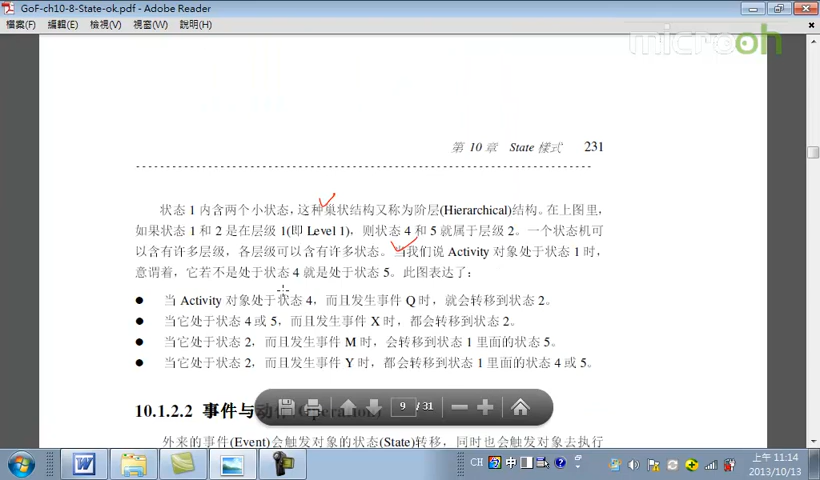 GoF-ch10-8-State-ok.pdf - Adobe Reader
檔案(F) 編輯(E) 檢視(V) 視窗(W) 說明(H)
microoh
第 10 章 State 樣式 231
状态 1 内含两个小状态，这种巢状结构又称为阶层(Hierarchical)结构。在上图里，
如果状态 1 和 2 是在层级 1(即 Level 1)，则状态 4 和 5 就属于层级 2。一个状态机可
以含有许多层级，各层级可以含有许多状态。当我们说 Activity 对象处于状态 1 时，
意谓着，它若不是处于状态 4 就是处于状态 5。此图表达了：
● 当 Activity 对象处于状态 4，而且发生事件 Q 时，就会转移到状态 2。
● 当它处于状态 4 或 5，而且发生事件 X 时，都会转移到状态 2。
● 当它处于状态 2，而且发生事件 M 时，会转移到状态 1 里面的状态 5。
● 当它处于状态 2，而且发生事件 Y 时，都会转移到状态 1 里面的状态 4 或 5。
10.1.2.2 事件与动
9 / 31
外来的事件(Event)会触发对象的状态(State)转移，同时也会触发对象去执行
CH 中
上午 11:14
2013/10/13